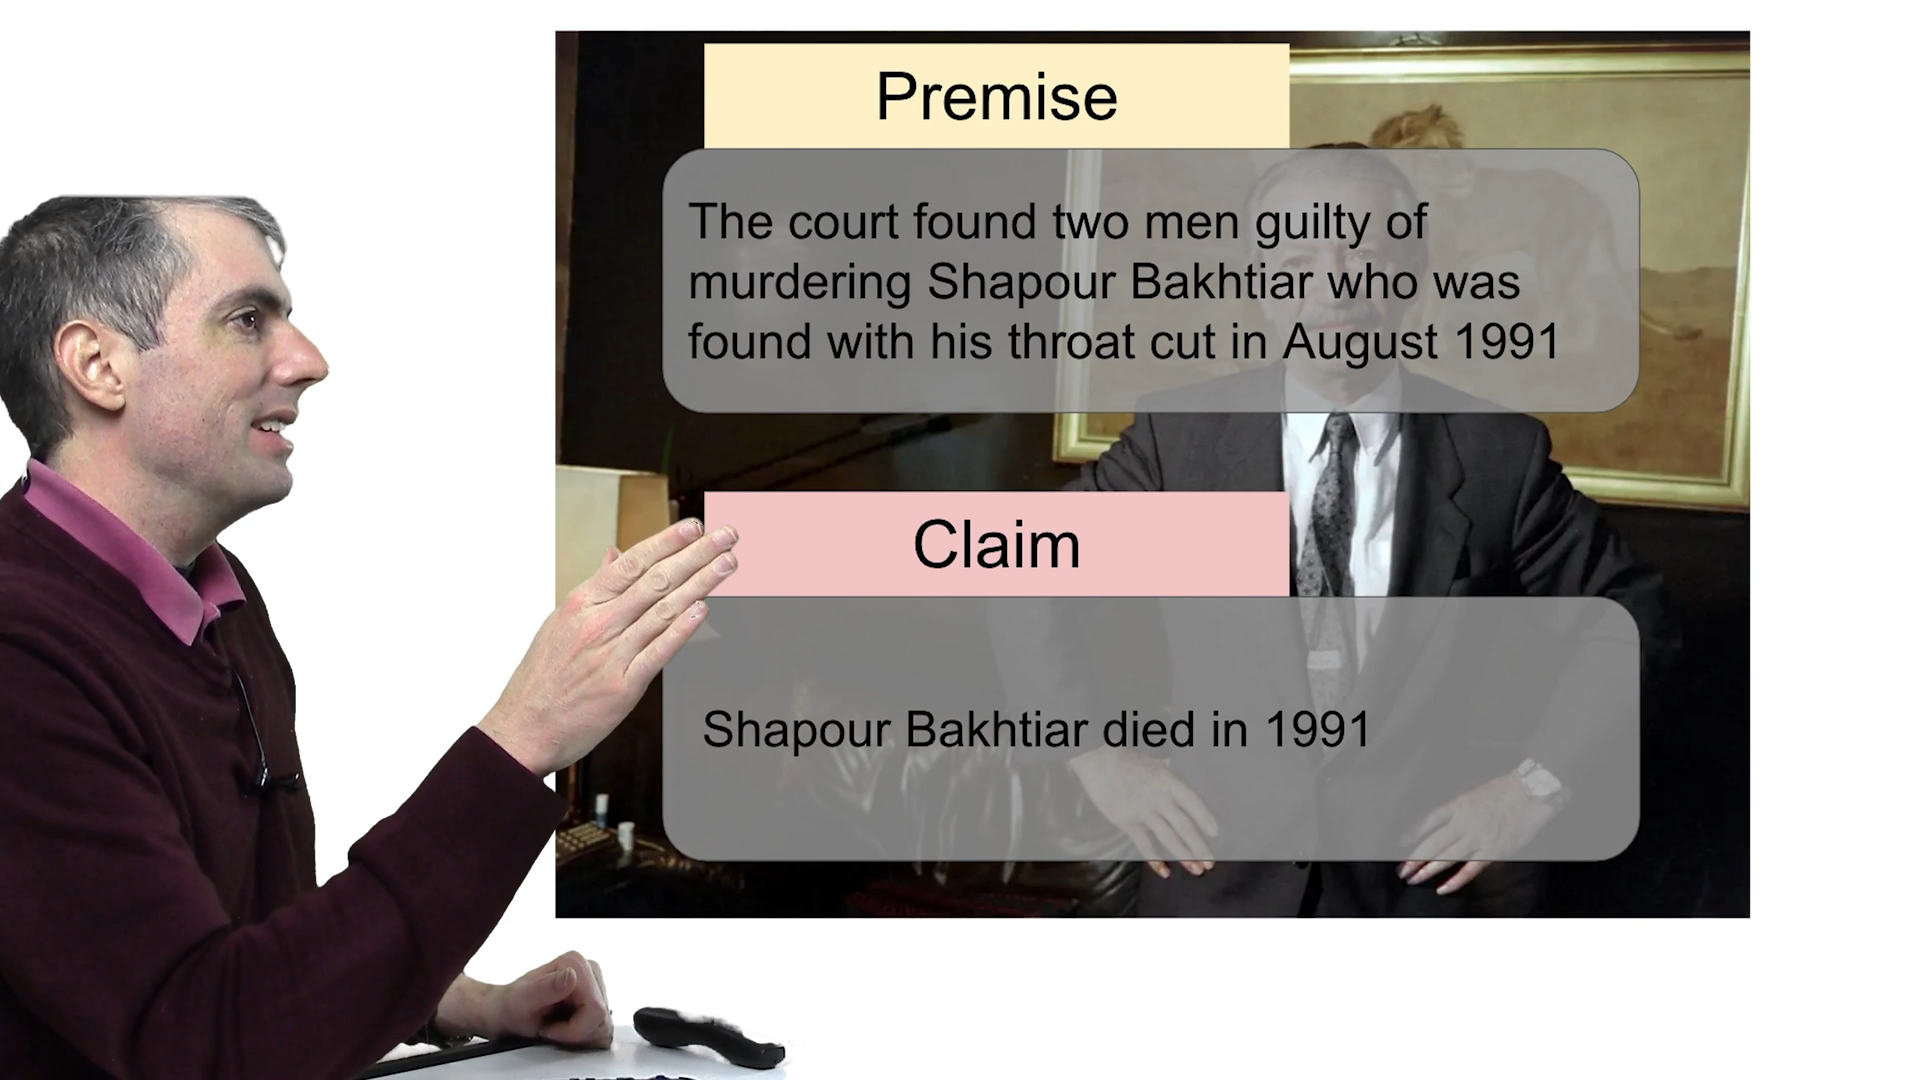 Premise
The court found two men guilty of
murdering Shapour Bakhtiar who was
found with his throat cut in August 1991
Claim
Shapour Bakhtiar died in 1991